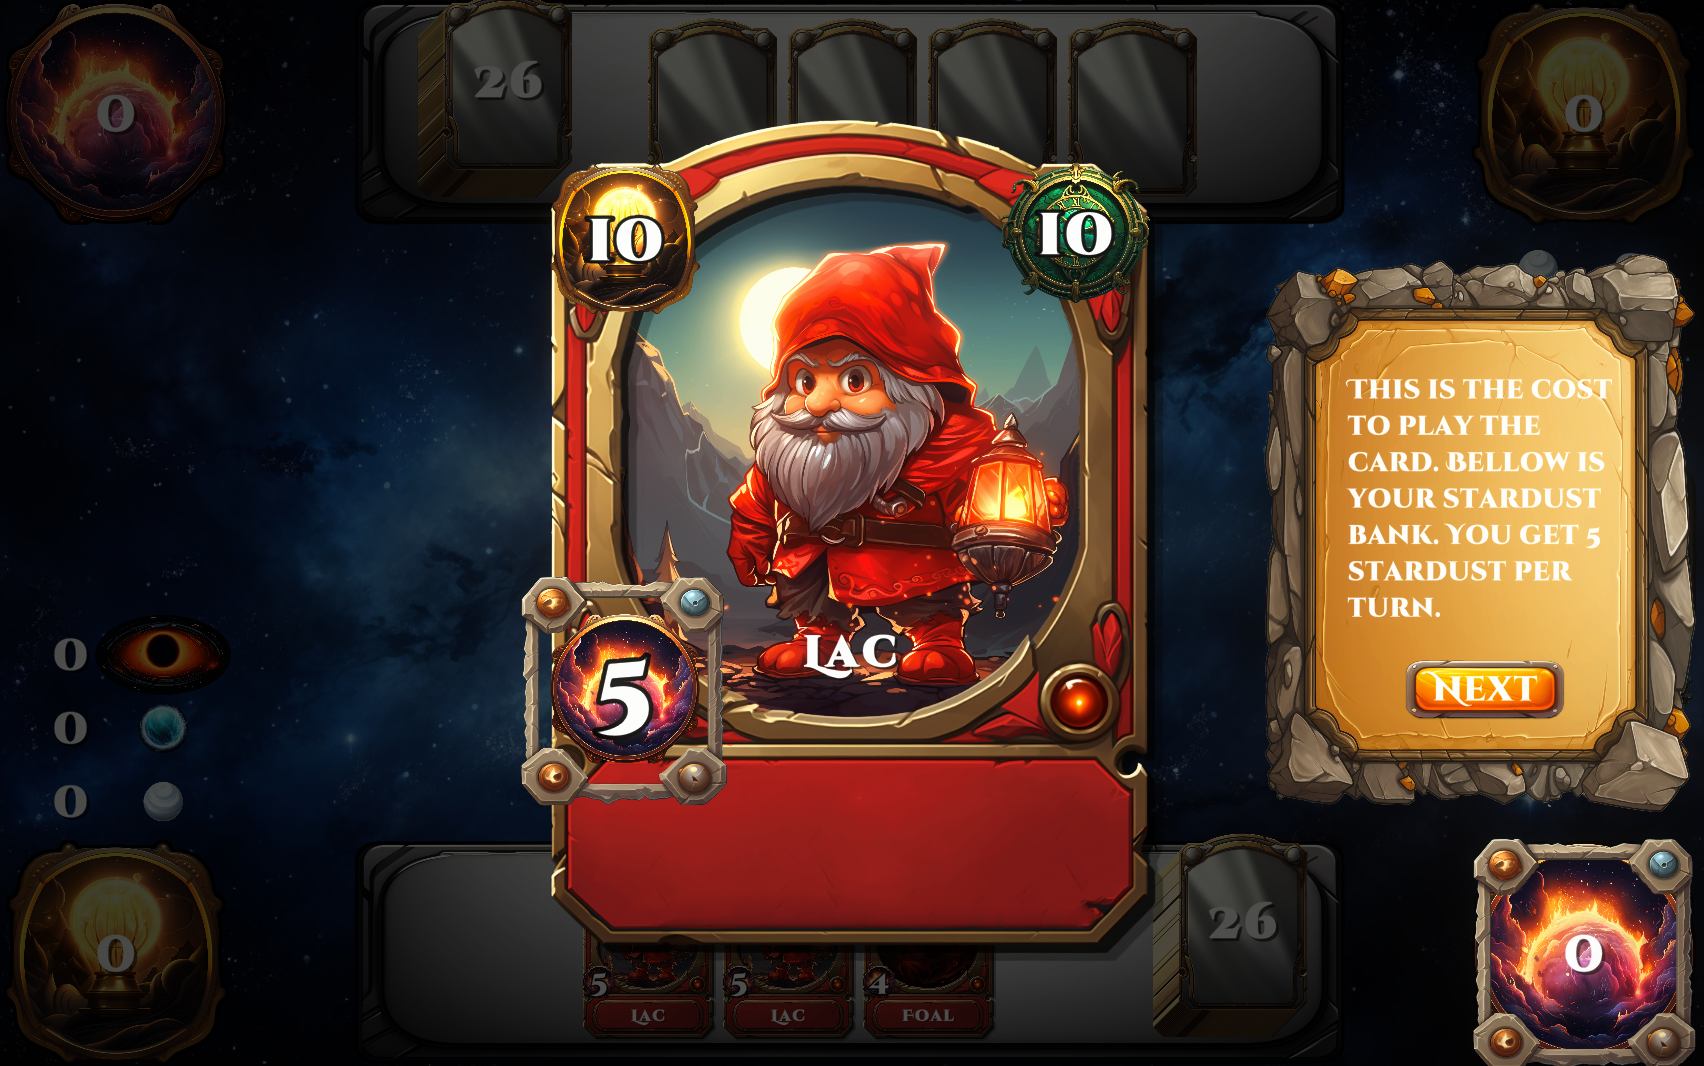 0
26
0
10
10
This is the cost
to play the
card. Bellow is
your stardust
bank. You get 5
stardust per
turn.
Next
Lac
5
0
0
0
0
26
0
5
5
4
Lac
Lac
Foal